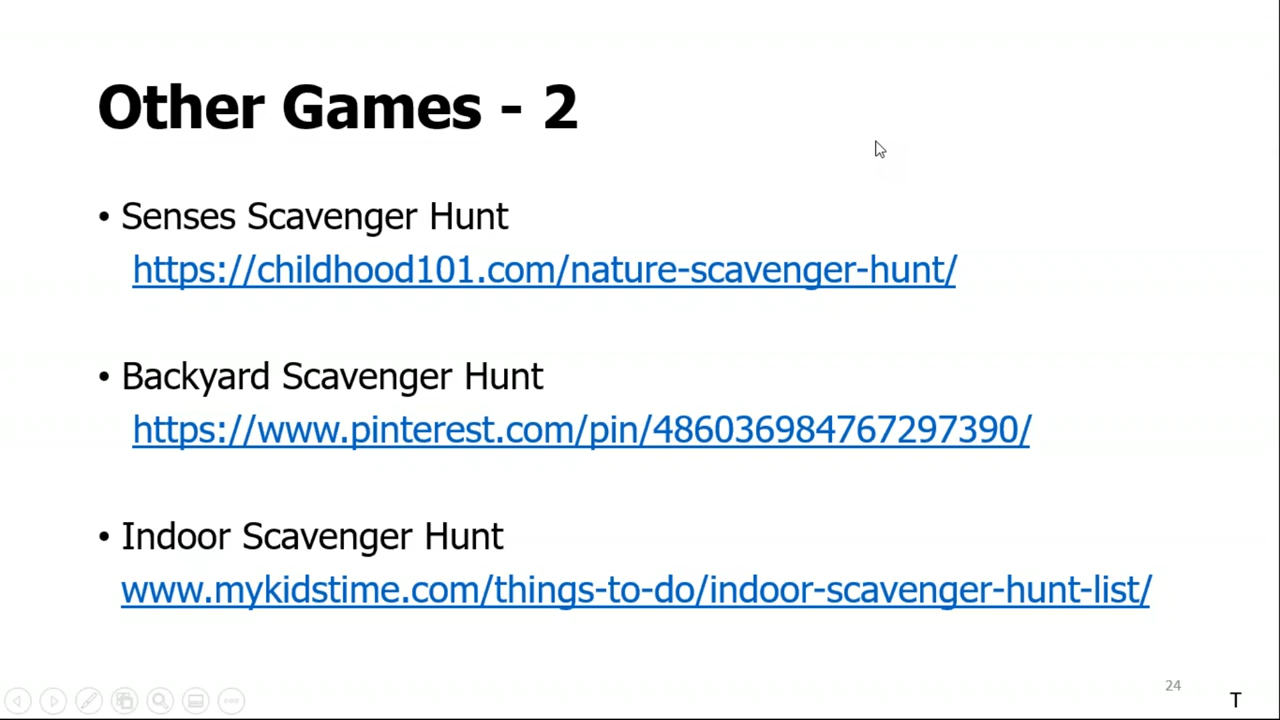 Other Games - 2
• Senses Scavenger Hunt
https://childhood101.com/nature-scavenger-hunt/
• Backyard Scavenger Hunt
https://www.pinterest.com/pin/486036984767297390/
• Indoor Scavenger Hunt
www.mykidstime.com/things-to-do/indoor-scavenger-hunt-list/
24
T